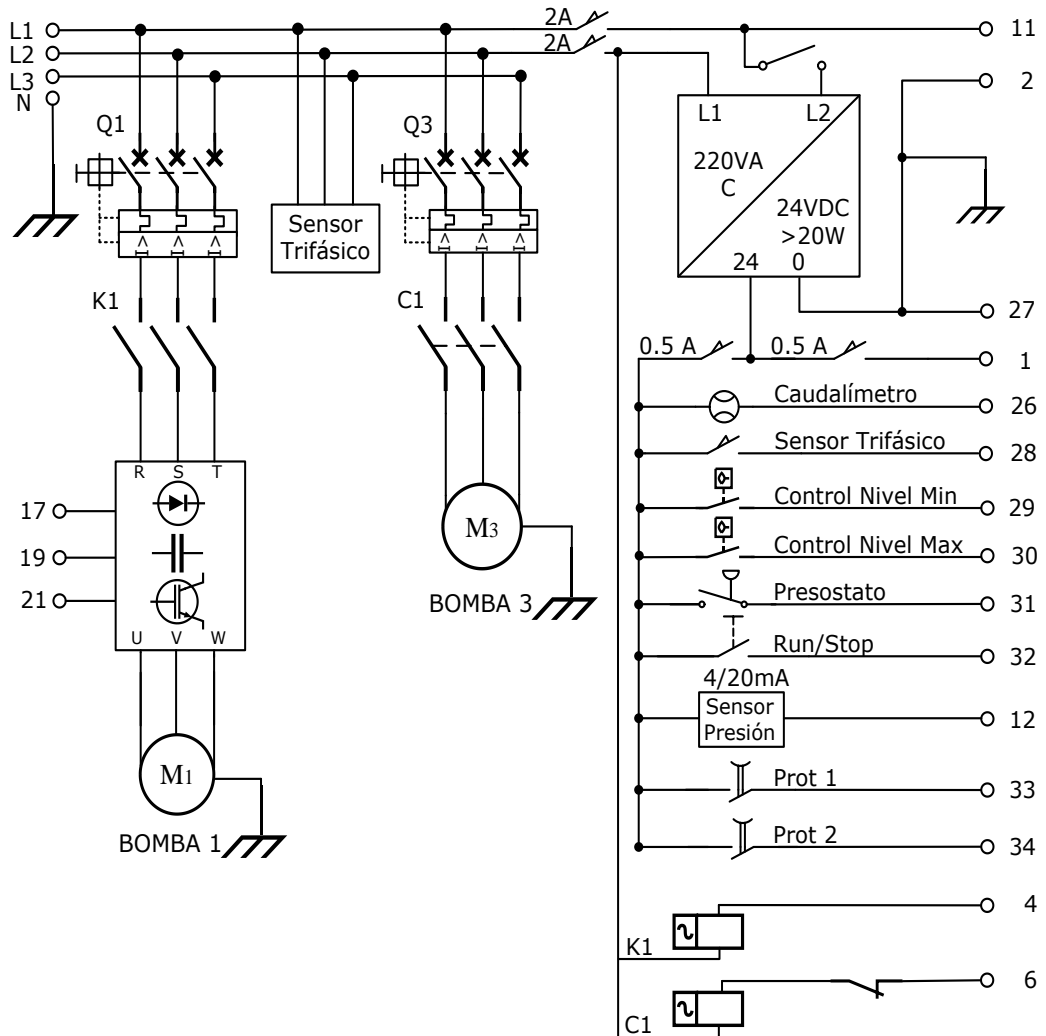 L1
L2
L3
N
2A
2A
11
2
Q1
Q3
L1
L2
220VA
C
24VDC
>20W
24
0
Sensor
Trifásico
27
K1
C1
0.5 A
0.5 A
1
Caudalímetro
26
Sensor Trifásico
28
Control Nivel Min
29
Control Nivel Max
30
Presostato
31
Run/Stop
32
4/20mA
Sensor
Presión
12
Prot 1
33
Prot 2
34
R S T
17
19
21
U V W
M3
BOMBA 3
M1
BOMBA 1
4
K1
6
C1